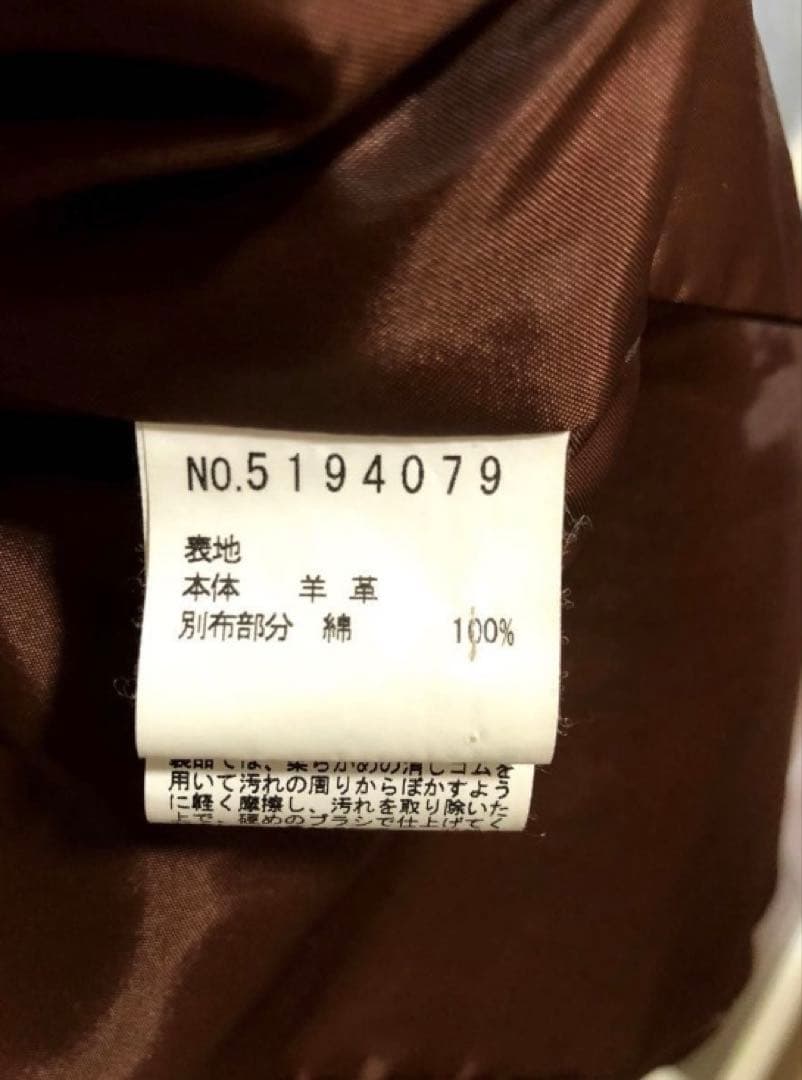 NO.5194079
表地
本体 羊革
別布部分 綿 100%
製品では、柔らかめの消しゴムを
用いて汚れの周りからぼかすよう
に軽く摩擦し、汚れを取り除いた
上で、硬めのブラシで仕上げてく